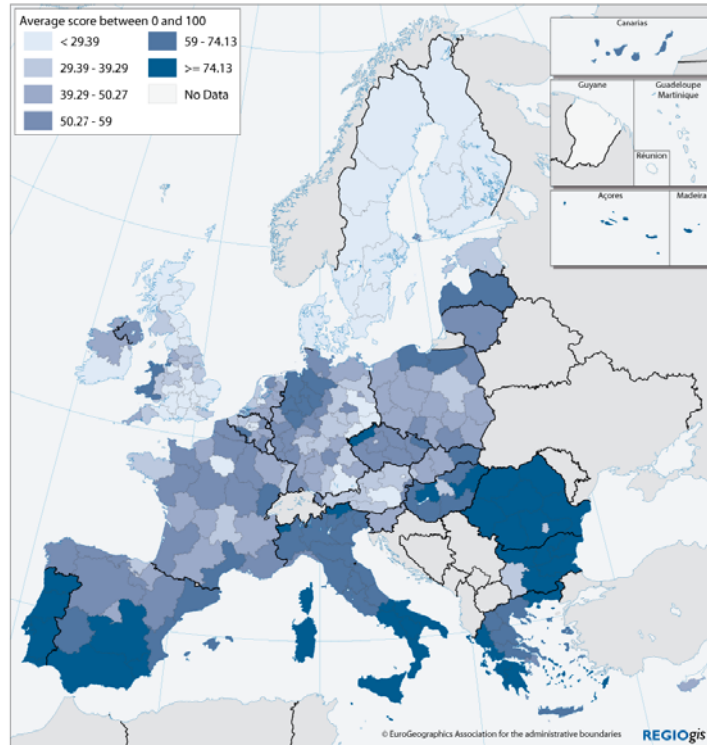 Average score between 0 and 100
< 29.39
29.39 - 39.29
39.29 - 50.27
50.27 - 59
59 - 74.13
>= 74.13
No Data
Canarias
Guyane
Guadeloupe
Martinique
Réunion
Açores
Madeira
© EuroGeographics Association for the administrative boundaries
REGIOgis